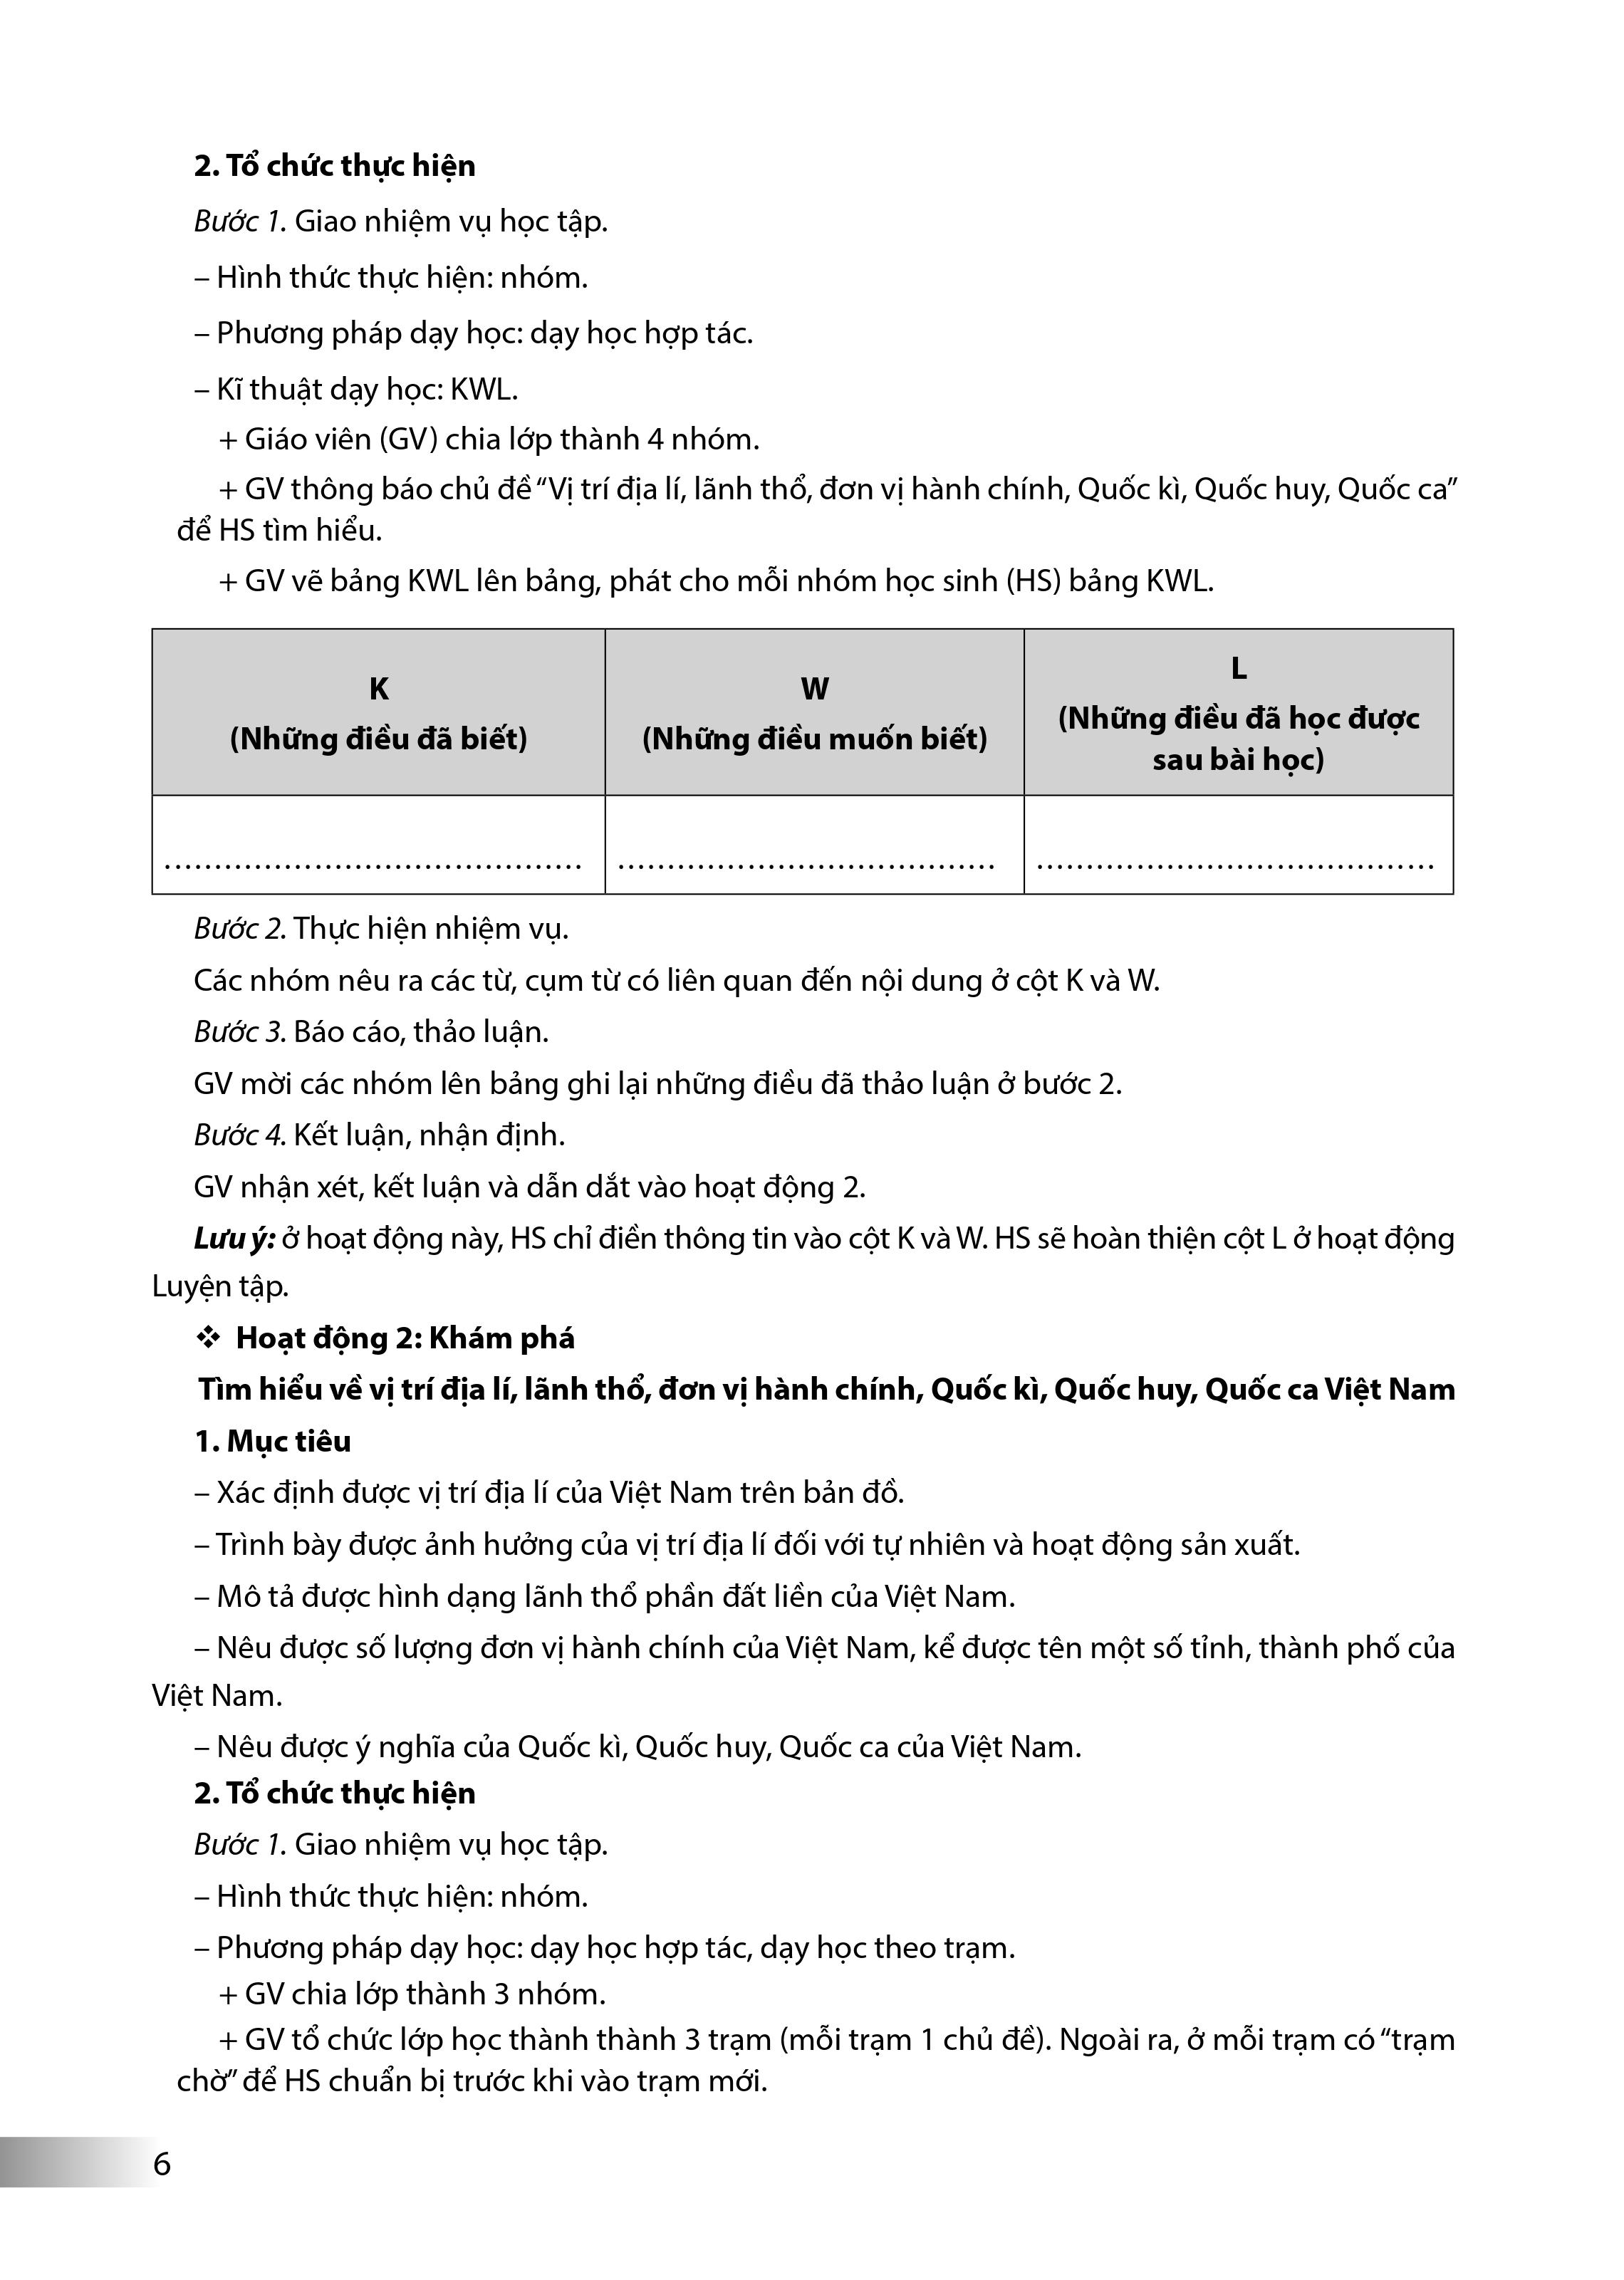 2. Tổ chức thực hiện
Bước 1. Giao nhiệm vụ học tập.
– Hình thức thực hiện: nhóm.
– Phương pháp dạy học: dạy học hợp tác.
– Kĩ thuật dạy học: KWL.
+ Giáo viên (GV) chia lớp thành 4 nhóm.
+ GV thông báo chủ đề “Vị trí địa lí, lãnh thổ, đơn vị hành chính, Quốc kì, Quốc huy, Quốc ca”
để HS tìm hiểu.
+ GV vẽ bảng KWL lên bảng, phát cho mỗi nhóm học sinh (HS) bảng KWL.
K
(Những điều đã biết)
W
(Những điều muốn biết)
L
(Những điều đã học được
sau bài học)
..........................................
......................................
........................................
Bước 2. Thực hiện nhiệm vụ.
Các nhóm nêu ra các từ, cụm từ có liên quan đến nội dung ở cột K và W.
Bước 3. Báo cáo, thảo luận.
GV mời các nhóm lên bảng ghi lại những điều đã thảo luận ở bước 2.
Bước 4. Kết luận, nhận định.
GV nhận xét, kết luận và dẫn dắt vào hoạt động 2.
Lưu ý: ở hoạt động này, HS chỉ điền thông tin vào cột K và W. HS sẽ hoàn thiện cột L ở hoạt động
Luyện tập.
❖ Hoạt động 2: Khám phá
Tìm hiểu về vị trí địa lí, lãnh thổ, đơn vị hành chính, Quốc kì, Quốc huy, Quốc ca Việt Nam
1. Mục tiêu
– Xác định được vị trí địa lí của Việt Nam trên bản đồ.
– Trình bày được ảnh hưởng của vị trí địa lí đối với tự nhiên và hoạt động sản xuất.
– Mô tả được hình dạng lãnh thổ phần đất liền của Việt Nam.
– Nêu được số lượng đơn vị hành chính của Việt Nam, kể được tên một số tỉnh, thành phố của
Việt Nam.
– Nêu được ý nghĩa của Quốc kì, Quốc huy, Quốc ca của Việt Nam.
2. Tổ chức thực hiện
Bước 1. Giao nhiệm vụ học tập.
– Hình thức thực hiện: nhóm.
– Phương pháp dạy học: dạy học hợp tác, dạy học theo trạm.
+ GV chia lớp thành 3 nhóm.
+ GV tổ chức lớp học thành thành 3 trạm (mỗi trạm 1 chủ đề). Ngoài ra, ở mỗi trạm có “trạm
chờ” để HS chuẩn bị trước khi vào trạm mới.
6